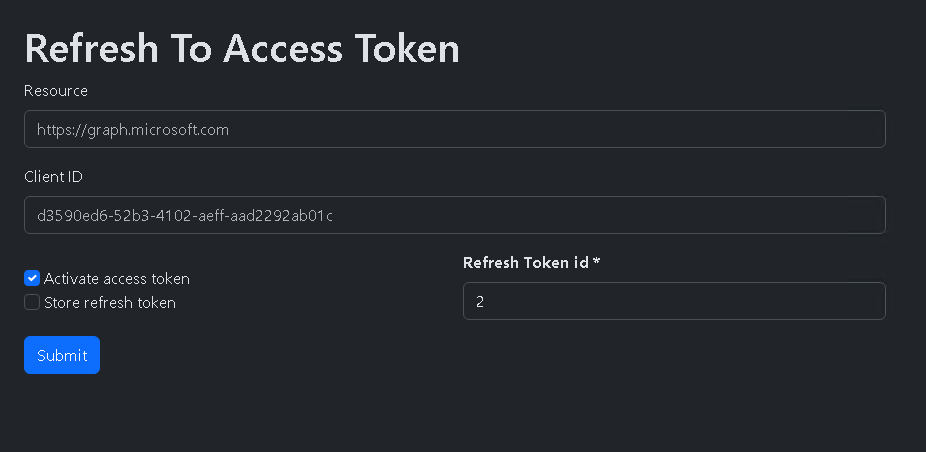 Refresh To Access Token
Resource
https://graph.microsoft.com
Client ID
d3590ed6-52b3-4102-aeff-aad2292ab01c
Refresh Token id *
Activate access token
Store refresh token
2
Submit